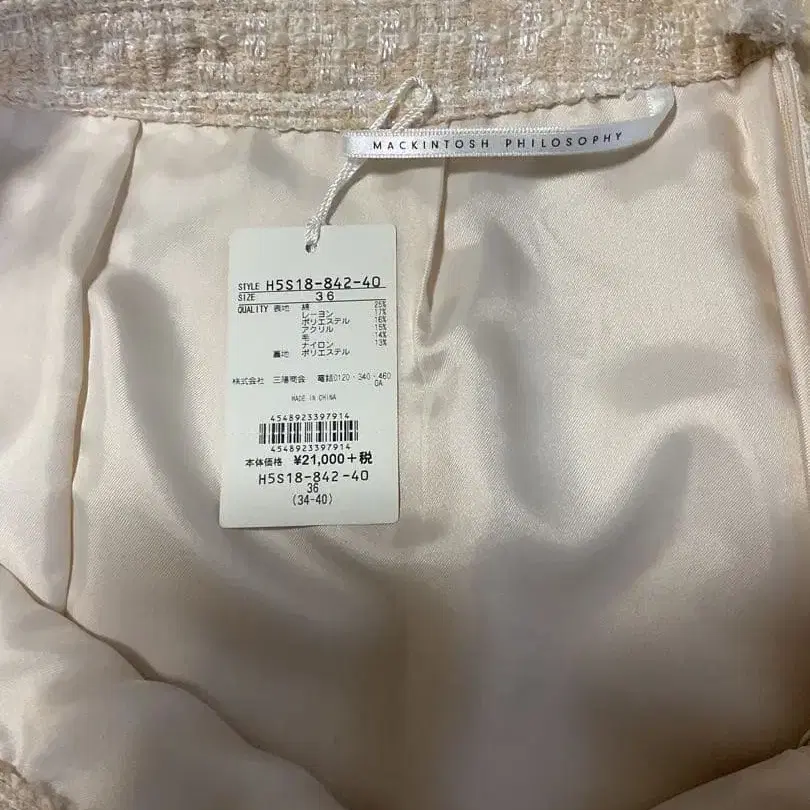 MACKINTOSH PHILOSOPHY
STYLE H5S18-842-40
SIZE 36
QUALITY 表地 綿 25%
レーヨン 17%
ポリエステル 16%
アクリル 15%
毛 14%
ナイロン 13%
裏地 ポリエステル
株式会社 三陽商会 電話0120・340・460
0A
MADE IN CHINA
4548923397914
4548923397914
本体価格 ¥21,000+税
H5S18-842-40
36
(34-40)